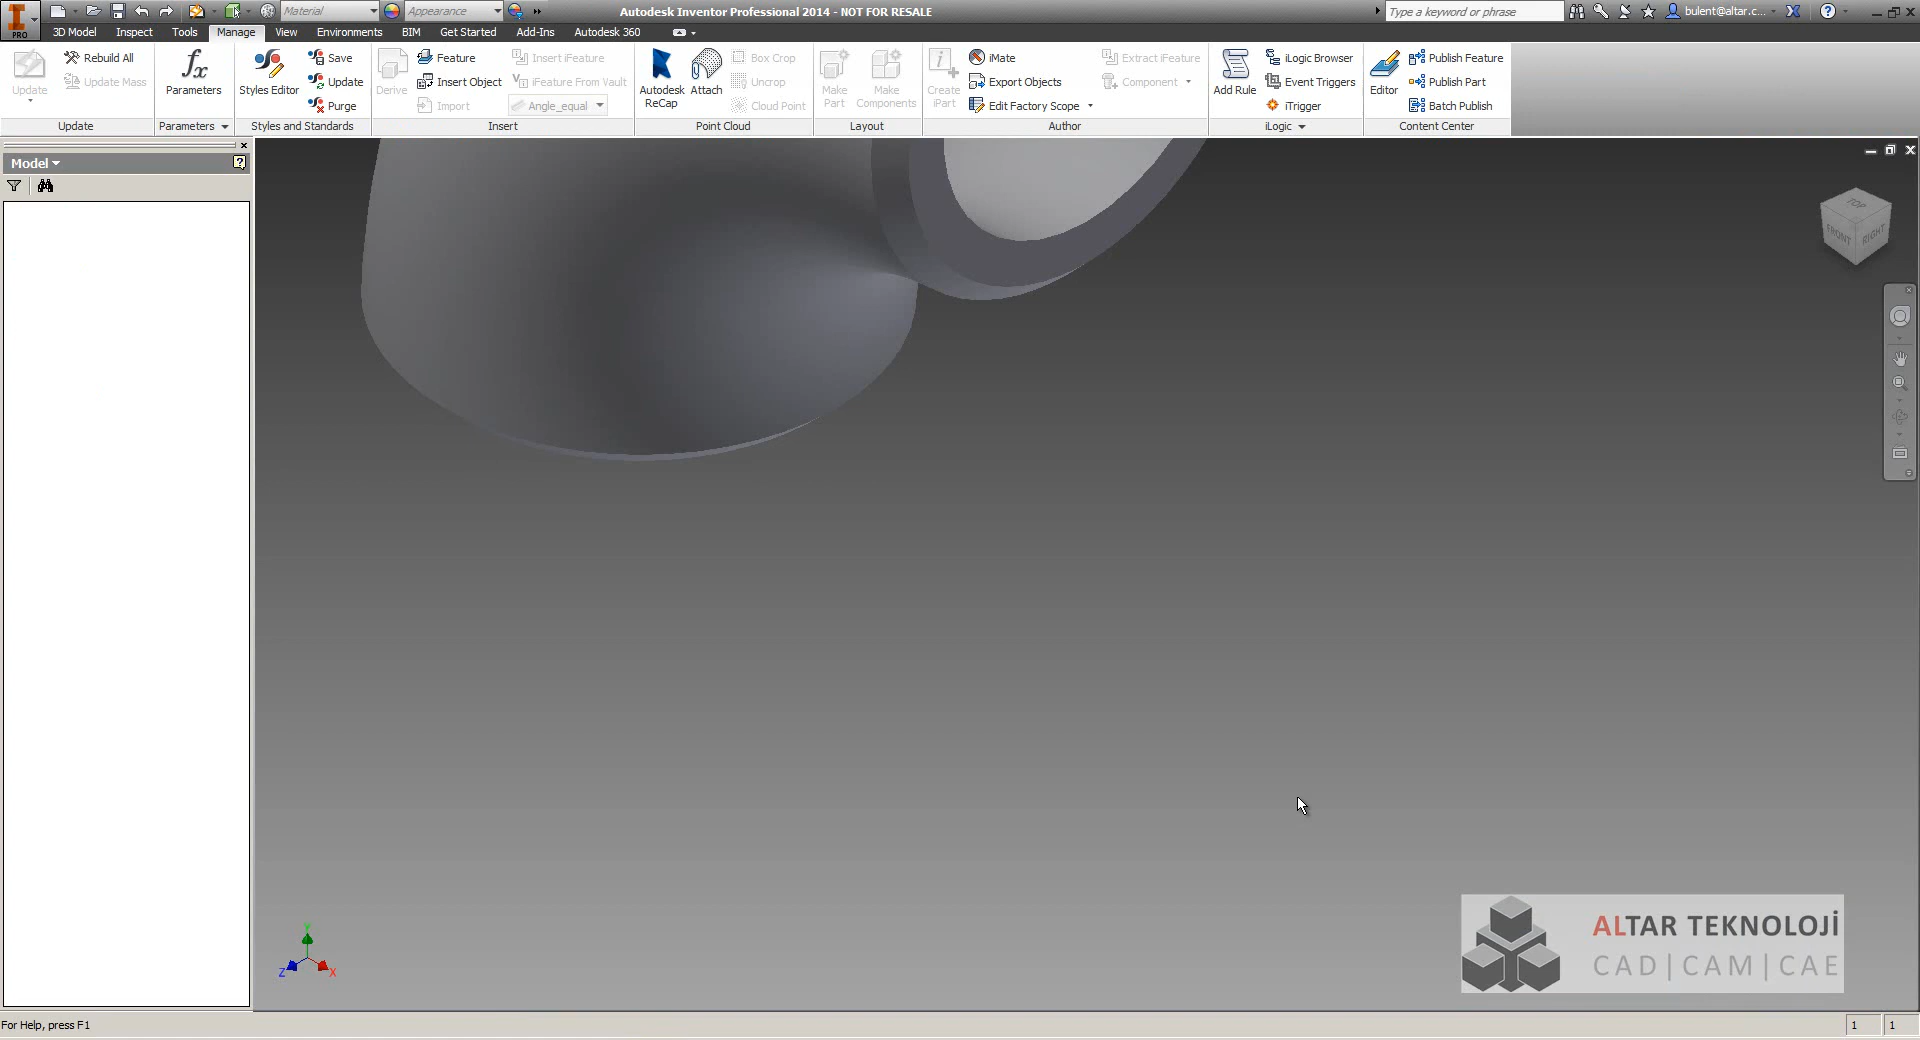 Material
Appearance
Autodesk Inventor Professional 2014 - NOT FOR RESALE
Type a keyword or phrase
bulent@altar.c...
PRO
3D Model
Inspect
Tools
Manage
View
Environments
BIM
Get Started
Add-Ins
Autodesk 360
Update
Rebuild All
Update Mass
Update
fx
Parameters
Parameters
Styles Editor
Save
Update
Purge
Styles and Standards
Derive
Feature
Insert Object
Import
Insert iFeature
iFeature From Vault
Angle_equal
Insert
Autodesk
ReCap
Attach
Box Crop
Uncrop
Cloud Point
Point Cloud
Make
Part
Make
Components
Layout
Create
iPart
iMate
Export Objects
Edit Factory Scope
Extract iFeature
Component
Author
Add Rule
iLogic Browser
Event Triggers
iTrigger
iLogic
Editor
Publish Feature
Publish Part
Batch Publish
Content Center
Model
TOP
FRONT
RIGHT
Y
Z
X
ALTAR TEKNOLOJİ
CAD|CAM|CAE
For Help, press F1
1
1